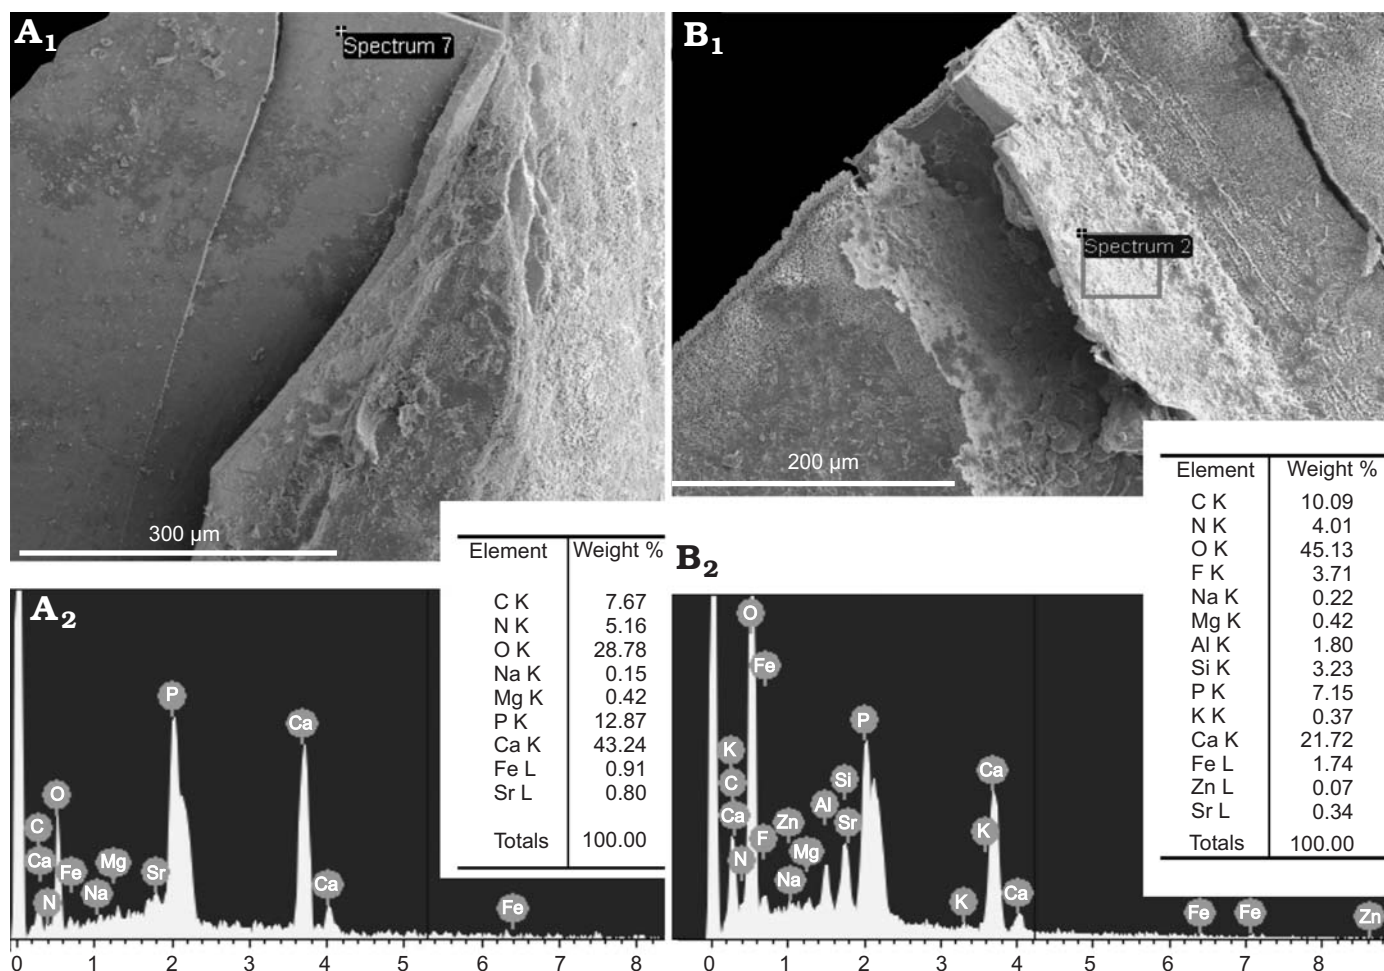 A1
Spectrum 7
300 µm
B1
Spectrum 2
200 µm
Element Weight %
C K 7.67
N K 5.16
O K 28.78
Na K 0.15
Mg K 0.42
P K 12.87
Ca K 43.24
Fe L 0.91
Sr L 0.80
Totals 100.00
Element Weight %
C K 10.09
N K 4.01
O K 45.13
F K 3.71
Na K 0.22
Mg K 0.42
Al K 1.80
Si K 3.23
P K 7.15
K K 0.37
Ca K 21.72
Fe L 1.74
Zn L 0.07
Sr L 0.34
Totals 100.00
A2
P
Ca
O
C
Ca
Fe
Mg
Sr
Na
N
Ca
Fe
0 1 2 3 4 5 6 7 8
B2
O
Fe
P
K
C
Ca
Si
Al
Zn
Sr
F
N
Mg
Na
Ca
K
K
Ca
Fe
Fe
Zn
0 1 2 3 4 5 6 7 8